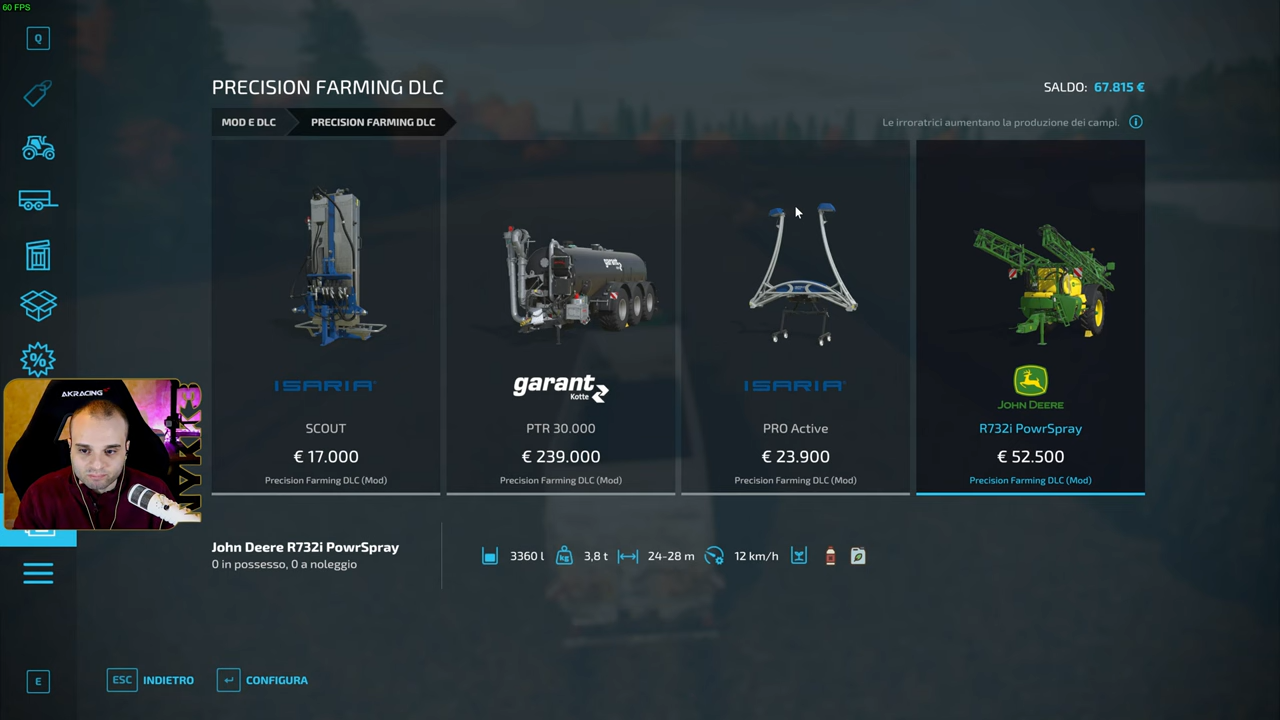 60 FPS
Q
PRECISION FARMING DLC
SALDO: 67.815 €
MOD E DLC
PRECISION FARMING DLC
Le irroratrici aumentano la produzione dei campi.
ISARIA
SCOUT
€ 17.000
Precision Farming DLC (Mod)
garant
garant
Kotte
PTR 30.000
€ 239.000
Precision Farming DLC (Mod)
ISARIA
PRO Active
€ 23.900
Precision Farming DLC (Mod)
JOHN DEERE
R732i PowrSpray
€ 52.500
Precision Farming DLC (Mod)
AKRACING
John Deere R732i PowrSpray
0 in possesso, 0 a noleggio
3360 l
kg
3,8 t
24-28 m
12 km/h
E
ESC INDIETRO
CONFIGURA